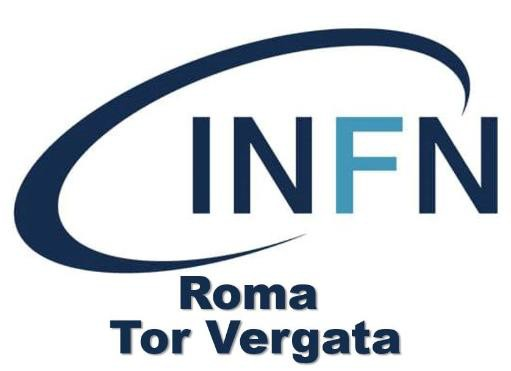 INFN
Roma
Tor Vergata